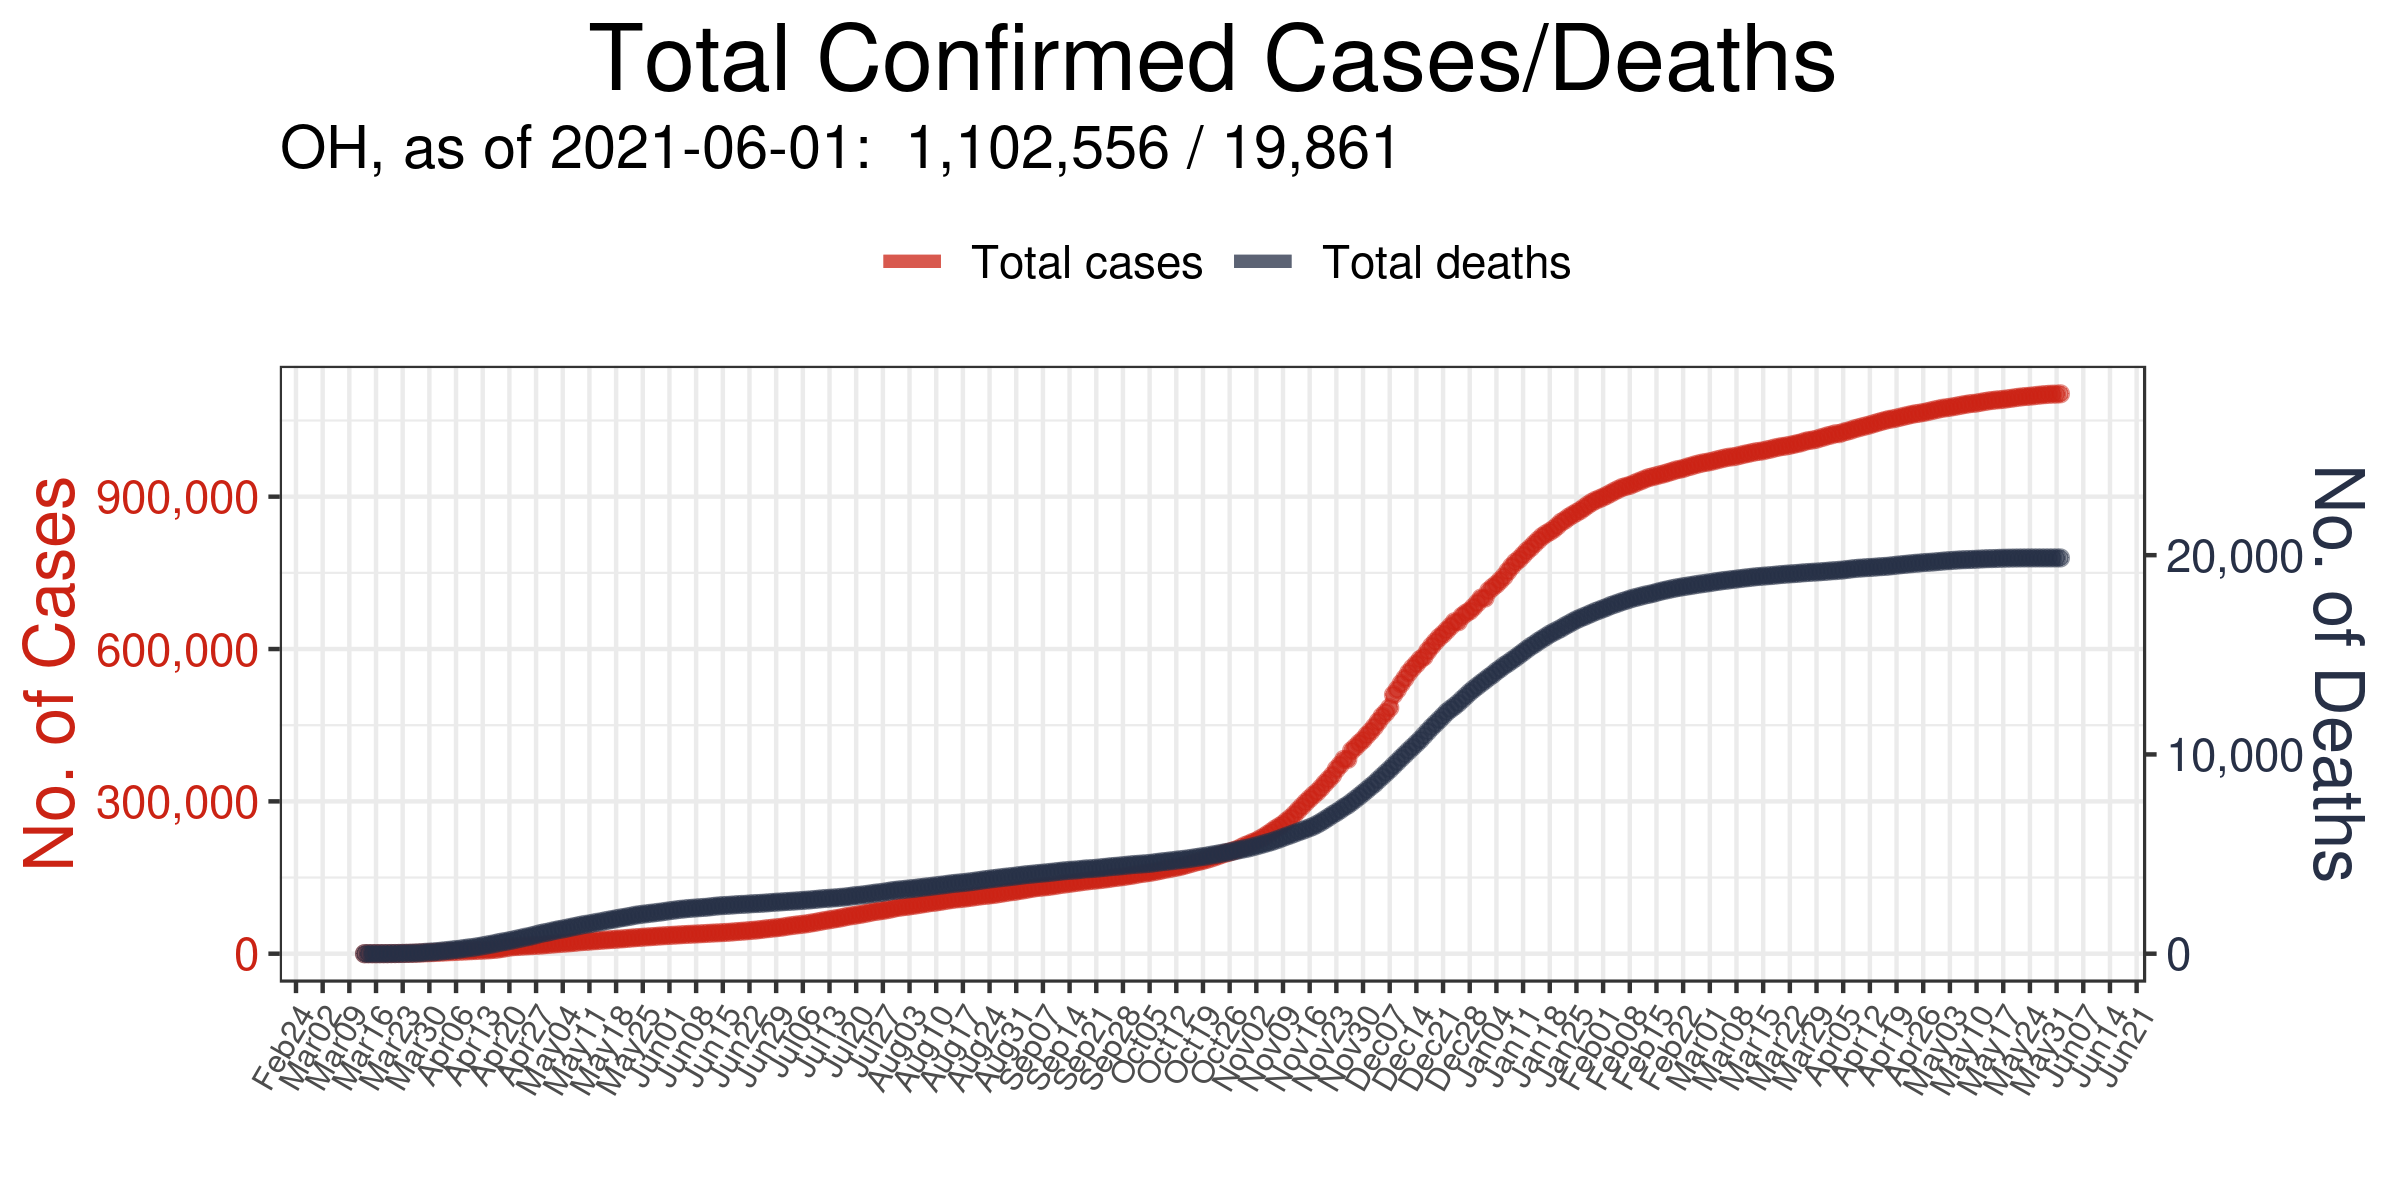 Total Confirmed Cases/Deaths
OH, as of 2021-06-01:  1,102,556 / 19,861
Total cases
Total deaths
No. of Cases
900,000
600,000
300,000
0
20,000
10,000
0
No. of Deaths
Feb24
Mar02
Mar09
Mar16
Mar23
Mar30
Apr06
Apr13
Apr20
Apr27
May04
May11
May18
May25
Jun01
Jun08
Jun15
Jun22
Jun29
Jul06
Jul13
Jul20
Jul27
Aug03
Aug10
Aug17
Aug24
Aug31
Sep07
Sep14
Sep21
Sep28
Oct05
Oct12
Oct19
Oct26
Nov02
Nov09
Nov16
Nov23
Nov30
Dec07
Dec14
Dec21
Dec28
Jan04
Jan11
Jan18
Jan25
Feb01
Feb08
Feb15
Feb22
Mar01
Mar08
Mar15
Mar22
Mar29
Apr05
Apr12
Apr19
Apr26
May03
May10
May17
May24
May31
Jun07
Jun14
Jun21